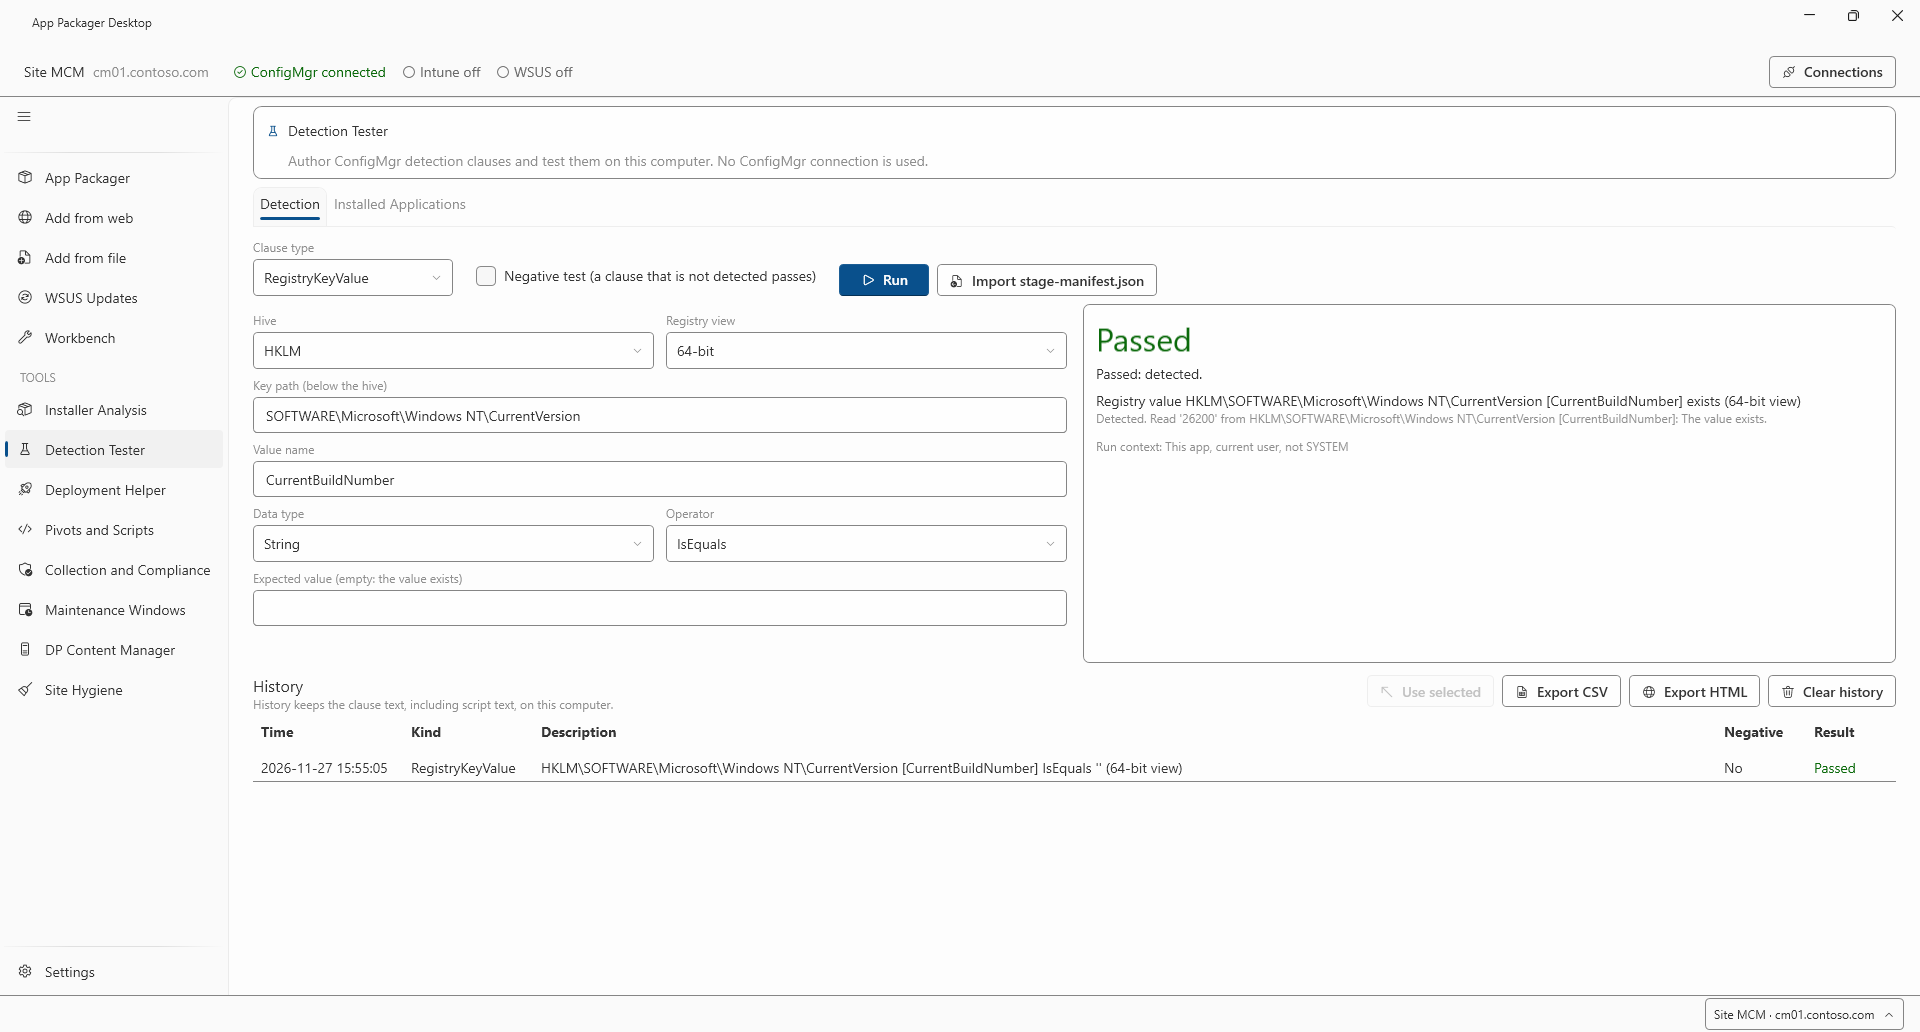 App Packager Desktop
Site MCM cm01.contoso.com ConfigMgr connected Intune off WSUS off Connections
App Packager
Add from web
Add from file
WSUS Updates
Workbench
TOOLS
Installer Analysis
Detection Tester
Deployment Helper
Pivots and Scripts
Collection and Compliance
Maintenance Windows
DP Content Manager
Site Hygiene
Settings
Detection Tester
Author ConfigMgr detection clauses and test them on this computer. No ConfigMgr connection is used.
Detection Installed Applications
Clause type
RegistryKeyValue Negative test (a clause that is not detected passes) Run Import stage-manifest.json
Hive Registry view
HKLM 64-bit
Key path (below the hive)
SOFTWARE\Microsoft\Windows NT\CurrentVersion
Value name
CurrentBuildNumber
Data type Operator
String IsEquals
Expected value (empty: the value exists)
Passed
Passed: detected.
Registry value HKLM\SOFTWARE\Microsoft\Windows NT\CurrentVersion [CurrentBuildNumber] exists (64-bit view)
Detected. Read '26200' from HKLM\SOFTWARE\Microsoft\Windows NT\CurrentVersion [CurrentBuildNumber]: The value exists.
Run context: This app, current user, not SYSTEM
History
History keeps the clause text, including script text, on this computer.
Use selected Export CSV Export HTML Clear history
Time Kind Description Negative Result
2026-11-27 15:55:05 RegistryKeyValue HKLM\SOFTWARE\Microsoft\Windows NT\CurrentVersion [CurrentBuildNumber] IsEquals '' (64-bit view) No Passed
Site MCM · cm01.contoso.com